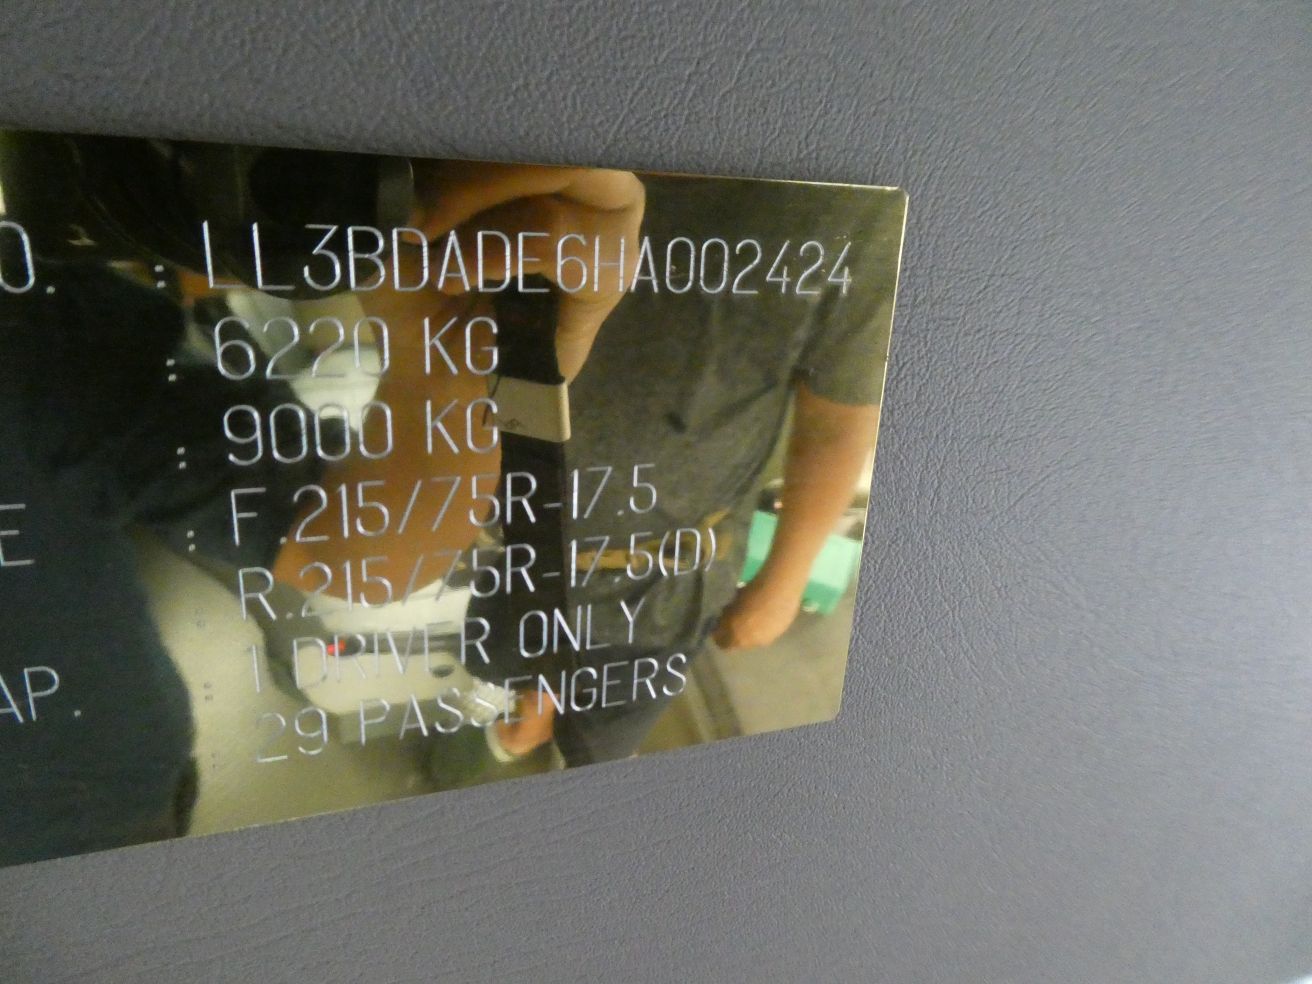 O. : LL3BDADE6HA002424
: 6220 KG
: 9000 KG
E : F.215/75R-17.5
R.215/75R-17.5(D)
: 1 DRIVER ONLY
AP. : 29 PASSENGERS